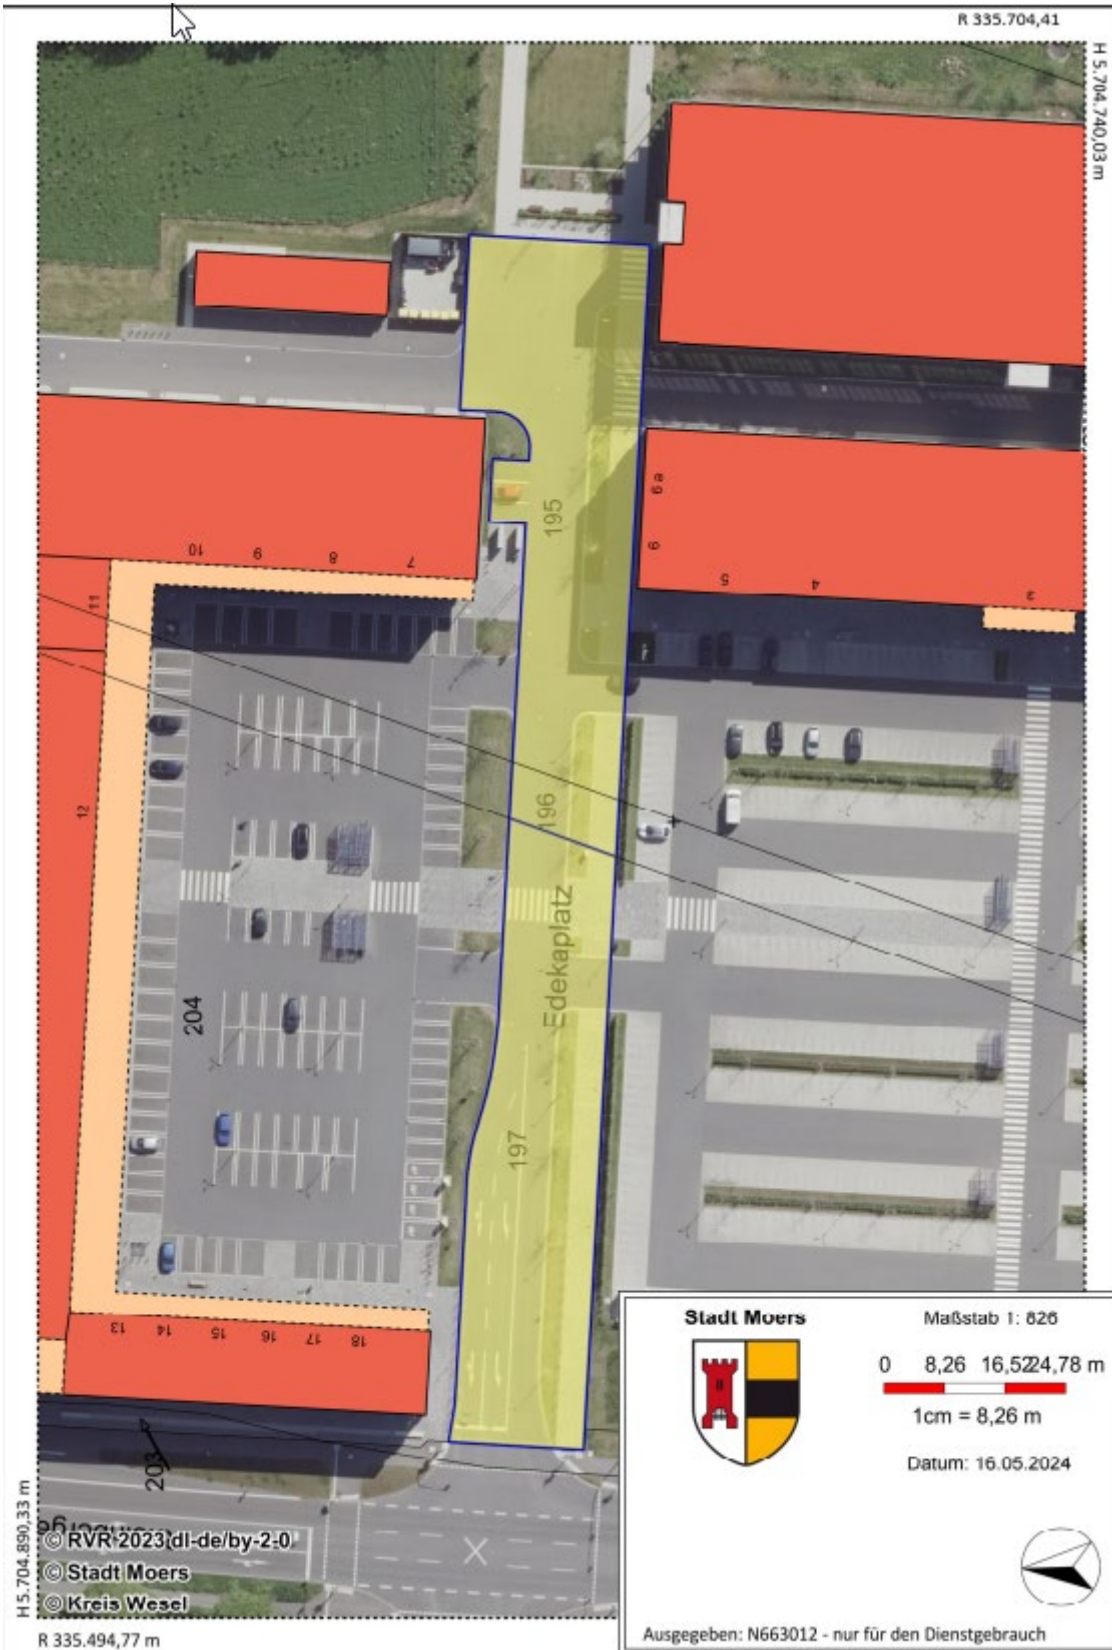 R 335.704,41
H 5.704.740,03 m
195
6 a
6
10
9
8
7
5
4
2
11
12
196
Edekaplatz
204
197
13
14
15
16
17
18
203
© RVR 2023 dl-de/by-2-0
© Stadt Moers
© Kreis Wesel
H 5.704.890,33 m
R 335.494,77 m
Stadt Moers
Maßstab 1: 826
0 8,26 16,52 24,78 m
1cm = 8,26 m
Datum: 16.05.2024
Ausgegeben: N663012 - nur für den Dienstgebrauch